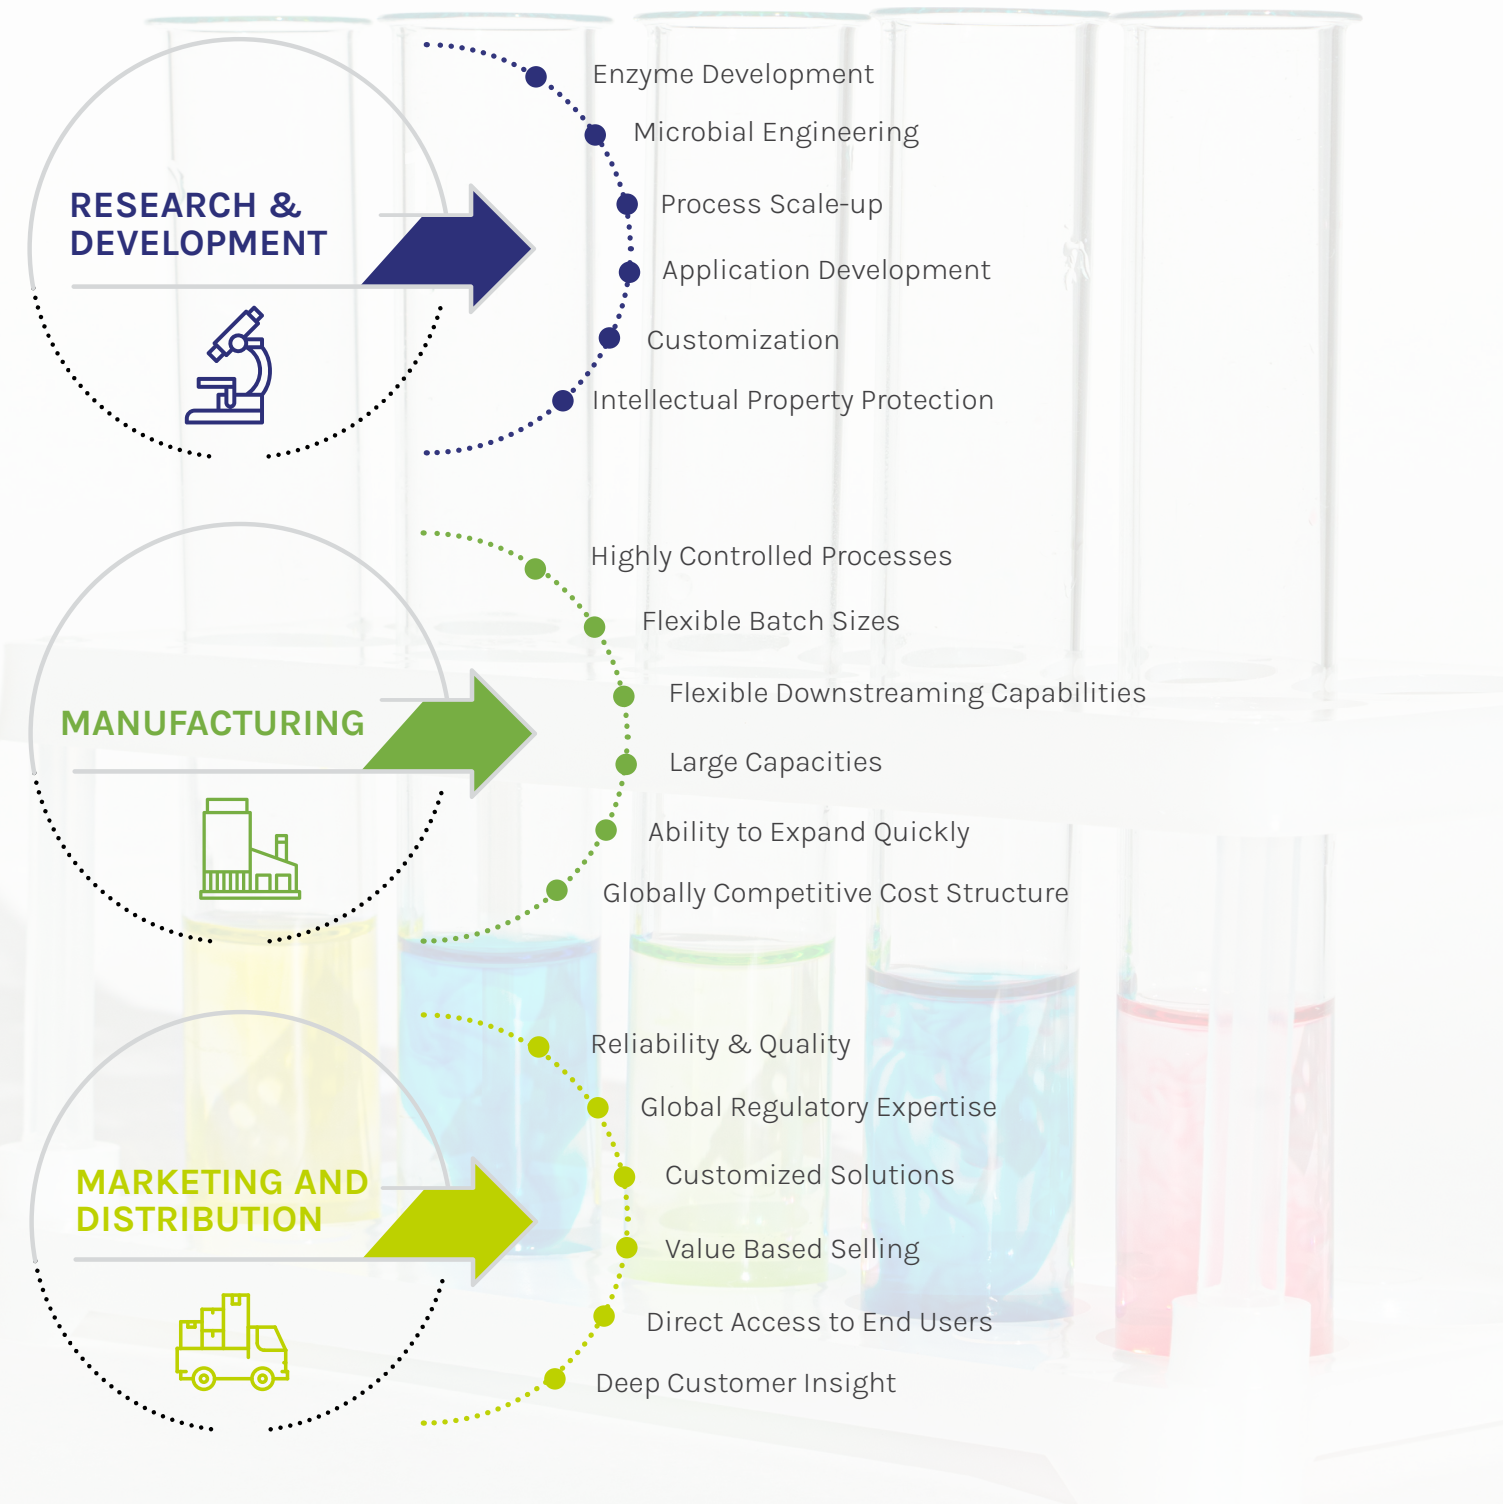 RESEARCH &
DEVELOPMENT
Enzyme Development
Microbial Engineering
Process Scale-up
Application Development
Customization
Intellectual Property Protection
MANUFACTURING
Highly Controlled Processes
Flexible Batch Sizes
Flexible Downstreaming Capabilities
Large Capacities
Ability to Expand Quickly
Globally Competitive Cost Structure
MARKETING AND
DISTRIBUTION
Reliability & Quality
Global Regulatory Expertise
Customized Solutions
Value Based Selling
Direct Access to End Users
Deep Customer Insight